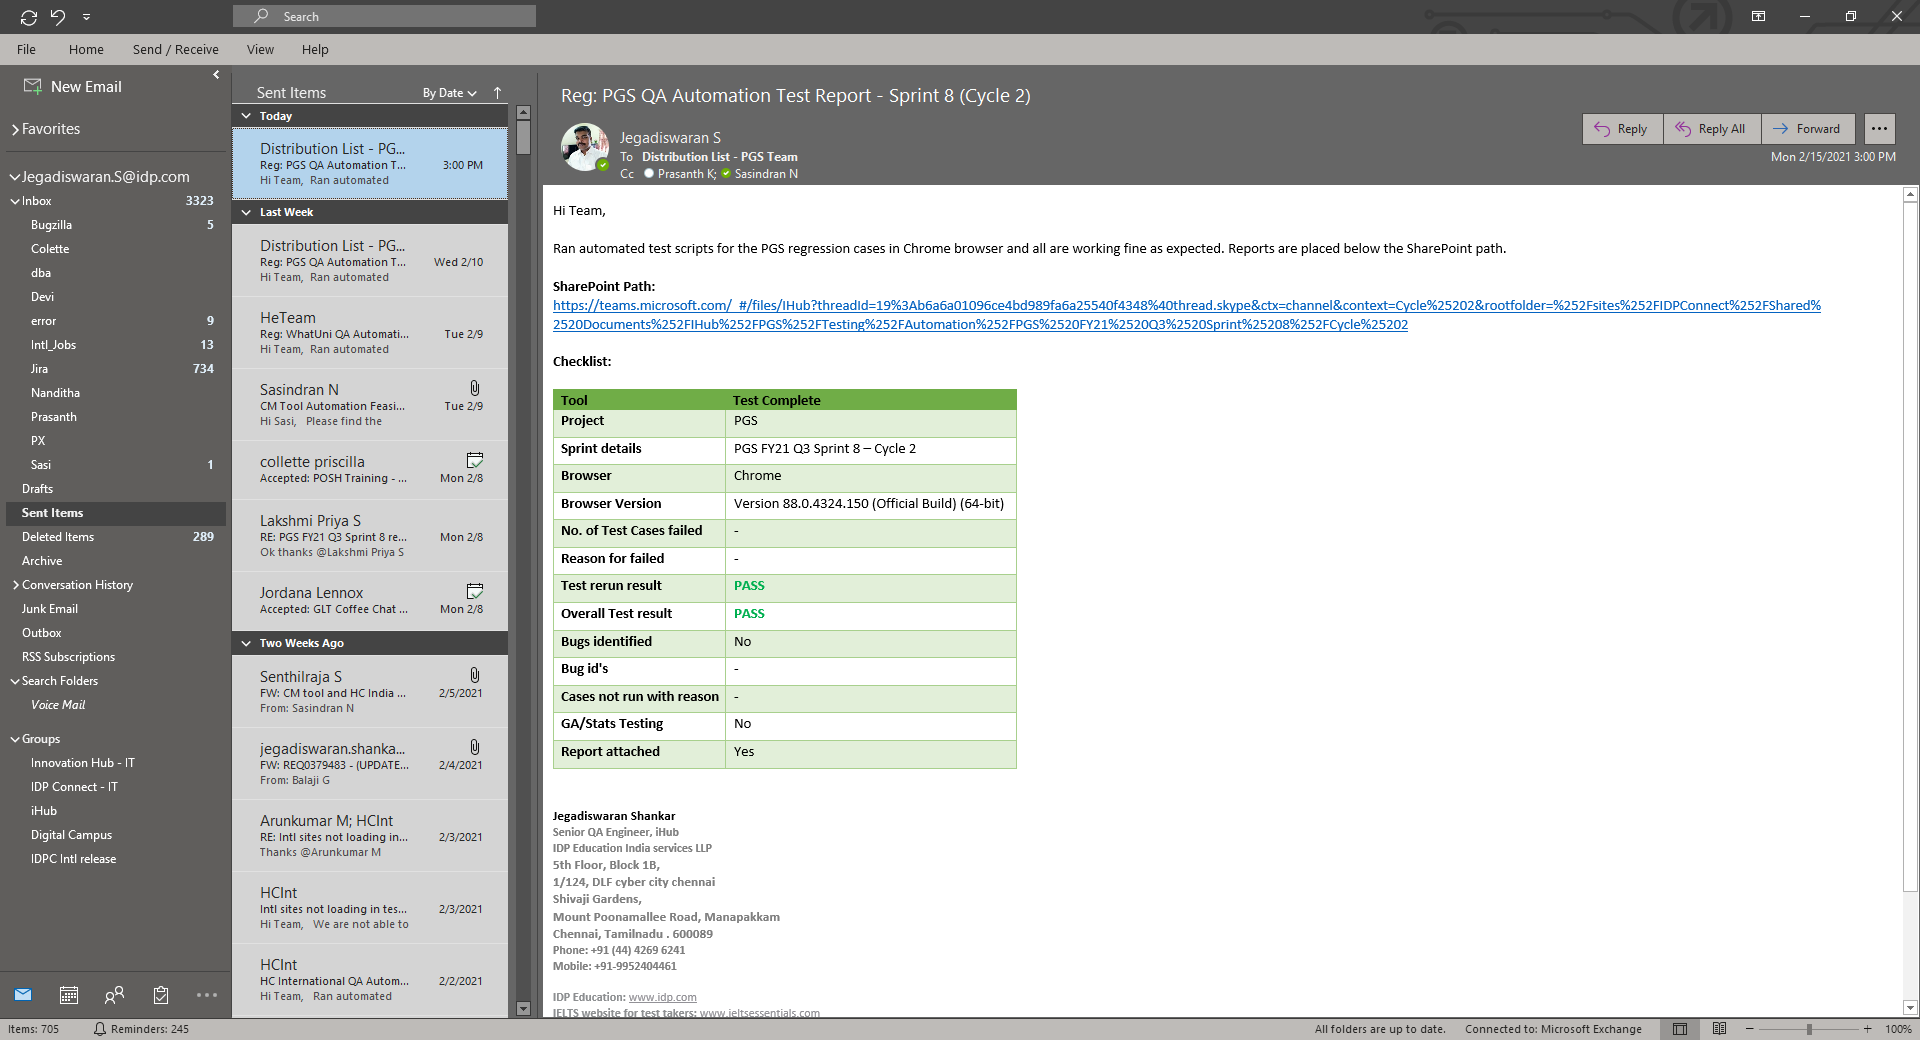 Search
File Home Send / Receive View Help
New Email
Favorites
Jegadiswaran.S@idp.com
Inbox 3323
Bugzilla 5
Colette
dba
Devi
error 9
Intl_Jobs 13
Jira 734
Nanditha
Prasanth
PX
Sasi 1
Drafts
Sent Items
Deleted Items 289
Archive
Conversation History
Junk Email
Outbox
RSS Subscriptions
Search Folders
Voice Mail
Groups
Innovation Hub - IT
IDP Connect - IT
iHub
Digital Campus
IDPC Intl release
Sent Items By Date
Today
Distribution List - PG...
Reg: PGS QA Automation T... 3:00 PM
Hi Team, Ran automated
Last Week
Distribution List - PG...
Reg: PGS QA Automation T... Wed 2/10
Hi Team, Ran automated
HeTeam
Reg: WhatUni QA Automati... Tue 2/9
Hi Team, Ran automated
Sasindran N
CM Tool Automation Feasi... Tue 2/9
Hi Sasi, Please find the
collette priscilla
Accepted: POSH Training - ... Mon 2/8
Lakshmi Priya S
RE: PGS FY21 Q3 Sprint 8 re... Mon 2/8
Ok thanks @Lakshmi Priya S
Jordana Lennox
Accepted: GLT Coffee Chat ... Mon 2/8
Two Weeks Ago
Senthilraja S
FW: CM tool and HC India ... 2/5/2021
From: Sasindran N
jegadiswaran.shanka...
FW: REQ0379483 - (UPDATE... 2/4/2021
From: Balaji G
Arunkumar M; HCInt
RE: Intl sites not loading in... 2/3/2021
Thanks @Arunkumar M
HCInt
Intl sites not loading in tes... 2/3/2021
Hi Team, We are not able to
HCInt
HC International QA Autom... 2/2/2021
Hi Team, Ran automated
Reg: PGS QA Automation Test Report - Sprint 8 (Cycle 2)
Jegadiswaran S
To Distribution List - PGS Team
Cc Prasanth K; Sasindran N
Reply Reply All Forward
Mon 2/15/2021 3:00 PM
Hi Team,
Ran automated test scripts for the PGS regression cases in Chrome browser and all are working fine as expected. Reports are placed below the SharePoint path.
SharePoint Path:
https://teams.microsoft.com/_#/files/IHub?threadId=19%3Ab6a6a01096ce4bd989fa6a25540f4348%40thread.skype&ctx=channel&context=Cycle%25202&rootfolder=%252Fsites%252FIDPConnect%252FShared%
2520Documents%252FIHub%252FPGS%252FTesting%252FAutomation%252FPGS%2520FY21%2520Q3%2520Sprint%25208%252FCycle%25202
Checklist:
Tool Test Complete
Project PGS
Sprint details PGS FY21 Q3 Sprint 8 – Cycle 2
Browser Chrome
Browser Version Version 88.0.4324.150 (Official Build) (64-bit)
No. of Test Cases failed -
Reason for failed -
Test rerun result PASS
Overall Test result PASS
Bugs identified No
Bug id's -
Cases not run with reason -
GA/Stats Testing No
Report attached Yes
Jegadiswaran Shankar
Senior QA Engineer, iHub
IDP Education India services LLP
5th Floor, Block 1B,
1/124, DLF cyber city chennai
Shivaji Gardens,
Mount Poonamallee Road, Manapakkam
Chennai, Tamilnadu . 600089
Phone: +91 (44) 4269 6241
Mobile: +91-9952404461
IDP Education: www.idp.com
IELTS website for test takers: www.ieltsessentials.com
Items: 705 Reminders: 245 All folders are up to date. Connected to: Microsoft Exchange 100%